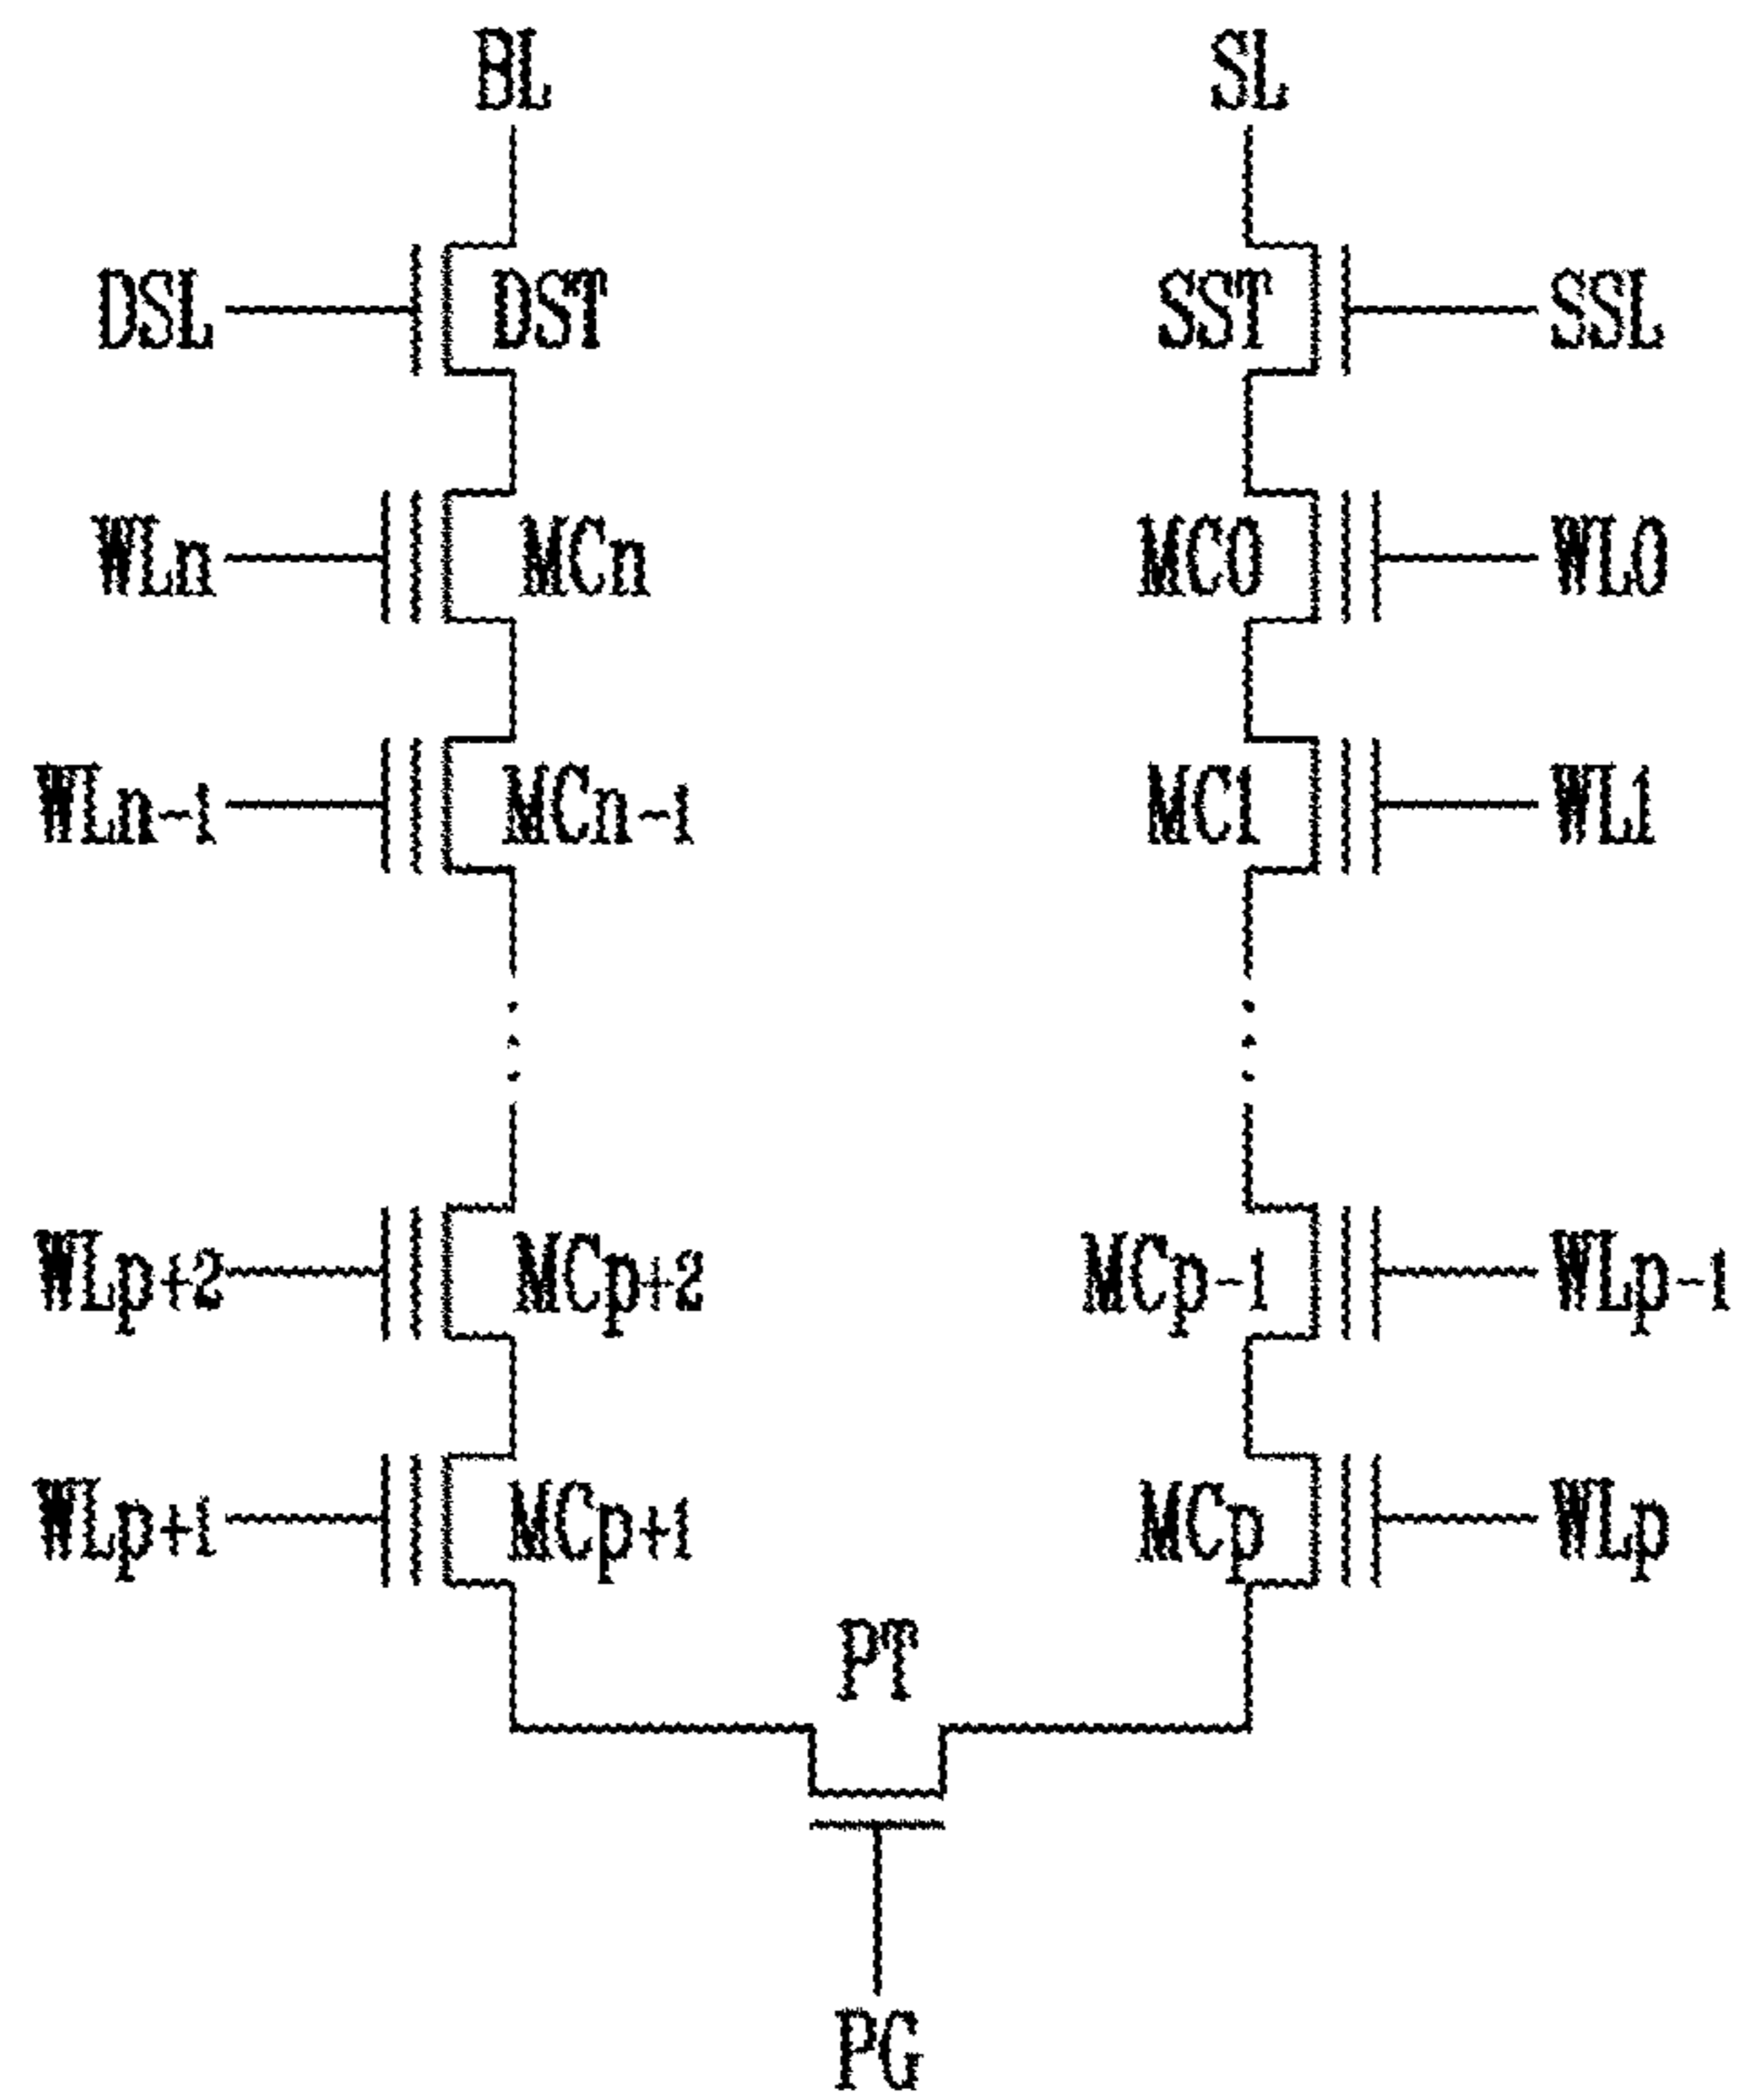 BL SL
DSL DST SST SSL
WLn MCn MC0 WL0
WLn-1 MCn-1 MC1 WL1
WLp+2 MCp+2 MCp-1 WLp-1
WLp+1 MCp+1 MCp WLp
PT
PG